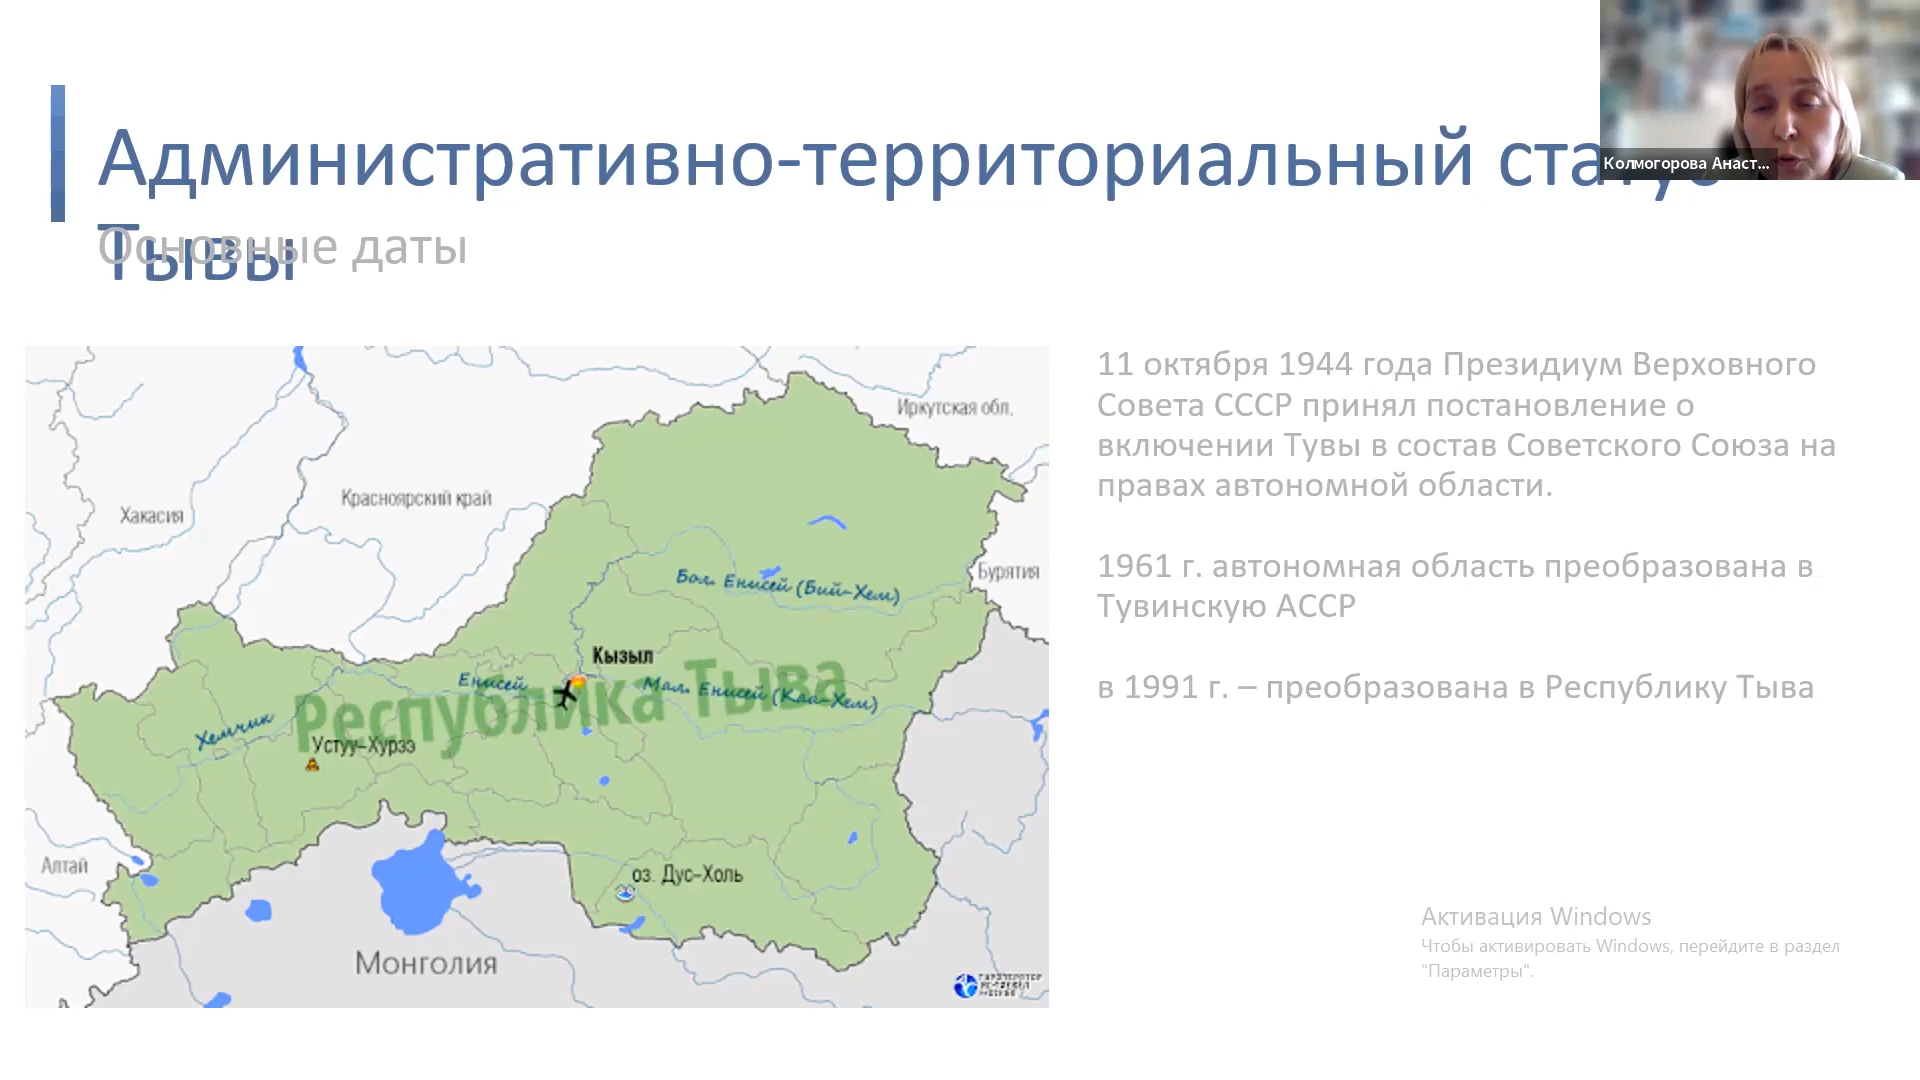 Административно-территориальный статус
Тывы
Основные даты
Колмогорова Анаст...
11 октября 1944 года Президиум Верховного
Совета СССР принял постановление о
включении Тувы в состав Советского Союза на
правах автономной области.
1961 г. автономная область преобразована в
Тувинскую АССР
в 1991 г. – преобразована в Республику Тыва
Иркутская обл.
Красноярский край
Хакасия
Бурятия
Бол. Енисей (Бий-Хем)
Кызыл
Енисей
Мал. Енисей (Каа-Хем)
Республика Тыва
Хемчик
Устуу-Хурээ
Алтай
оз. Дус-Холь
Монголия
Активация Windows
Чтобы активировать Windows, перейдите в раздел
"Параметры".